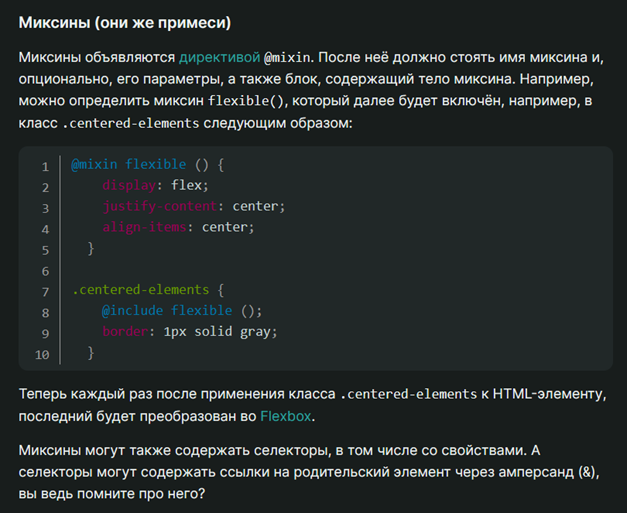 Миксины (они же примеси)
Миксины объявляются директивой @mixin. После неё должно стоять имя миксина и,
опционально, его параметры, а также блок, содержащий тело миксина. Например,
можно определить миксин flexible(), который далее будет включён, например, в
класс .centered-elements следующим образом:
1 @mixin flexible () {
2 display: flex;
3 justify-content: center;
4 align-items: center;
5 }
6
7 .centered-elements {
8 @include flexible ();
9 border: 1px solid gray;
10 }
Теперь каждый раз после применения класса .centered-elements к HTML-элементу,
последний будет преобразован во Flexbox.
Миксины могут также содержать селекторы, в том числе со свойствами. А
селекторы могут содержать ссылки на родительский элемент через амперсанд (&),
вы ведь помните про него?